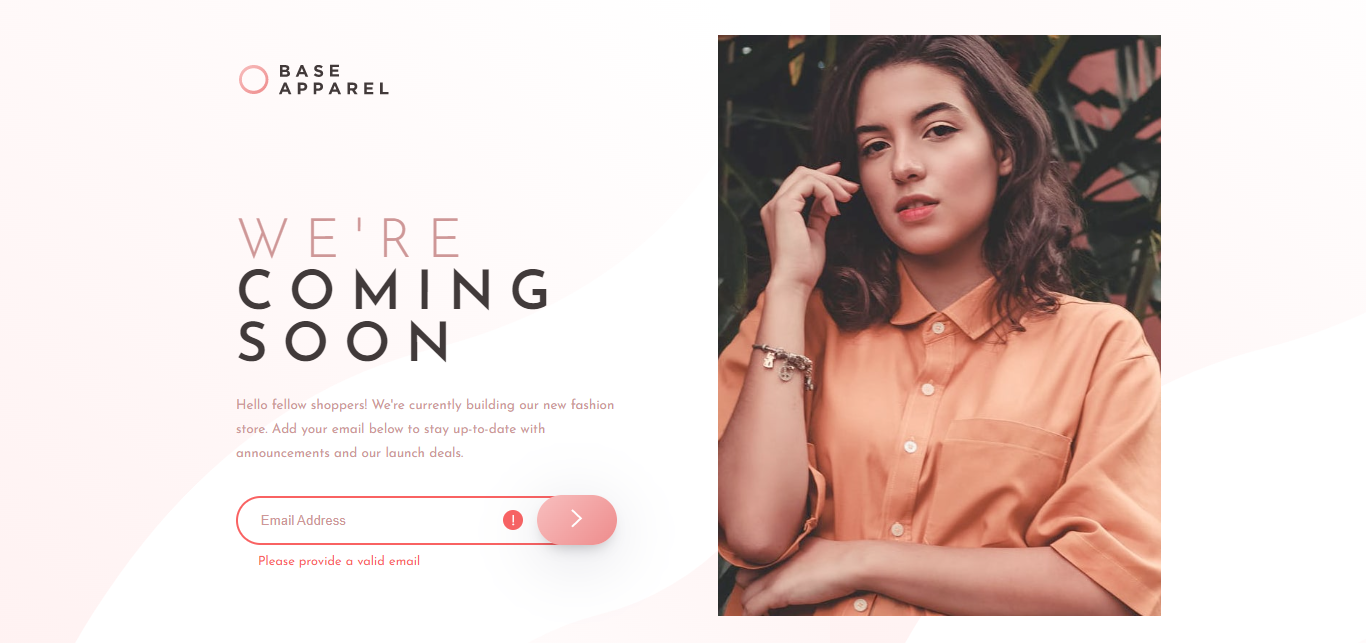 BASE
APPAREL
WE'RE
COMING
SOON
Hello fellow shoppers! We're currently building our new fashion
store. Add your email below to stay up-to-date with
announcements and our launch deals.
Email Address !
Please provide a valid email